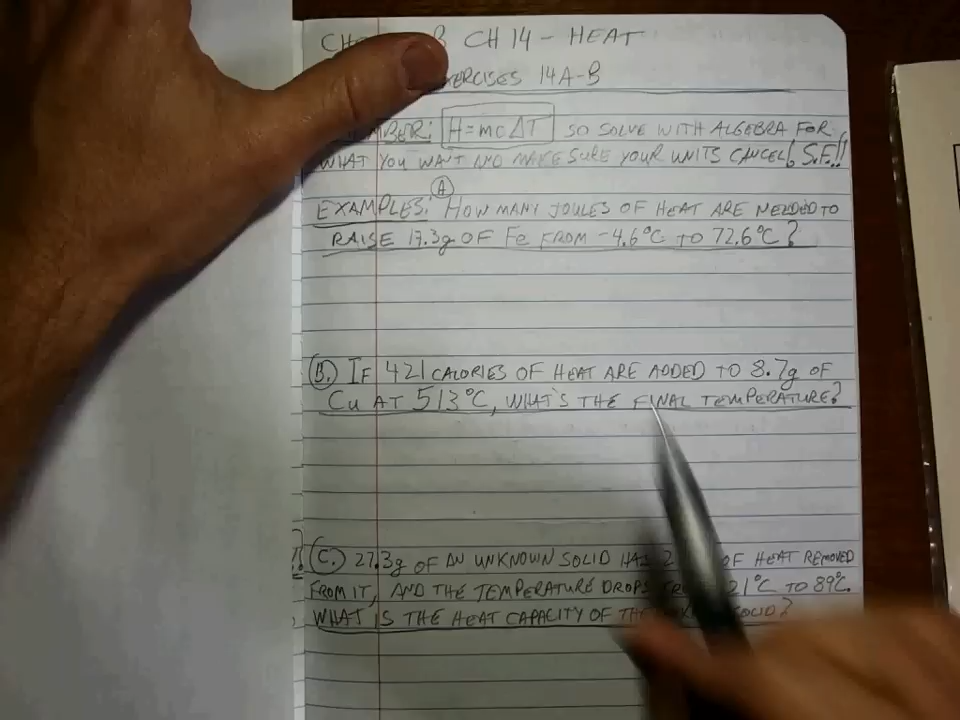 CH 14 - HEAT
EXERCISES 14A-B
H=mcΔT SO SOLVE WITH ALGEBRA FOR
WHAT YOU WANT AND MAKE SURE YOUR UNITS CANCEL! S.F.!!
EXAMPLES: Ⓐ HOW MANY JOULES OF HEAT ARE NEEDED TO
RAISE 17.3g OF Fe FROM -4.6°C TO 72.6°C?
Ⓑ. IF 421 CALORIES OF HEAT ARE ADDED TO 8.7g OF
Cu AT 513°C, WHAT'S THE FINAL TEMPERATURE?
Ⓒ. 27.3g OF AN UNKNOWN SOLID HAS OF HEAT REMOVED
FROM IT, AND THE TEMPERATURE DROPS 21°C TO 89°C.
WHAT IS THE HEAT CAPACITY OF THE SOLID?